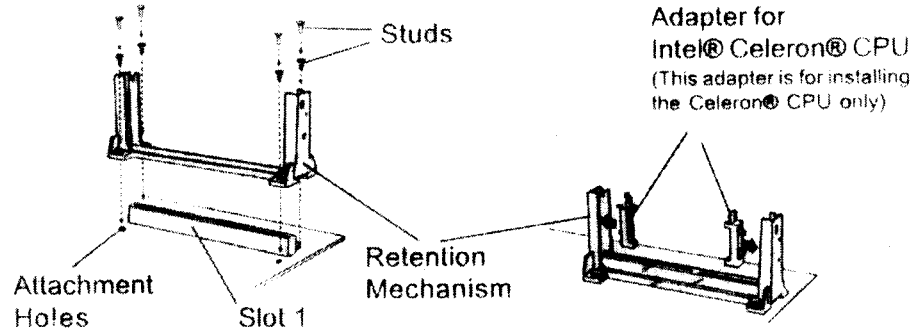 Studs
Adapter for
Intel® Celeron® CPU
(This adapter is for installing
the Celeron® CPU only)
Retention
Mechanism
Attachment
Holes
Slot 1